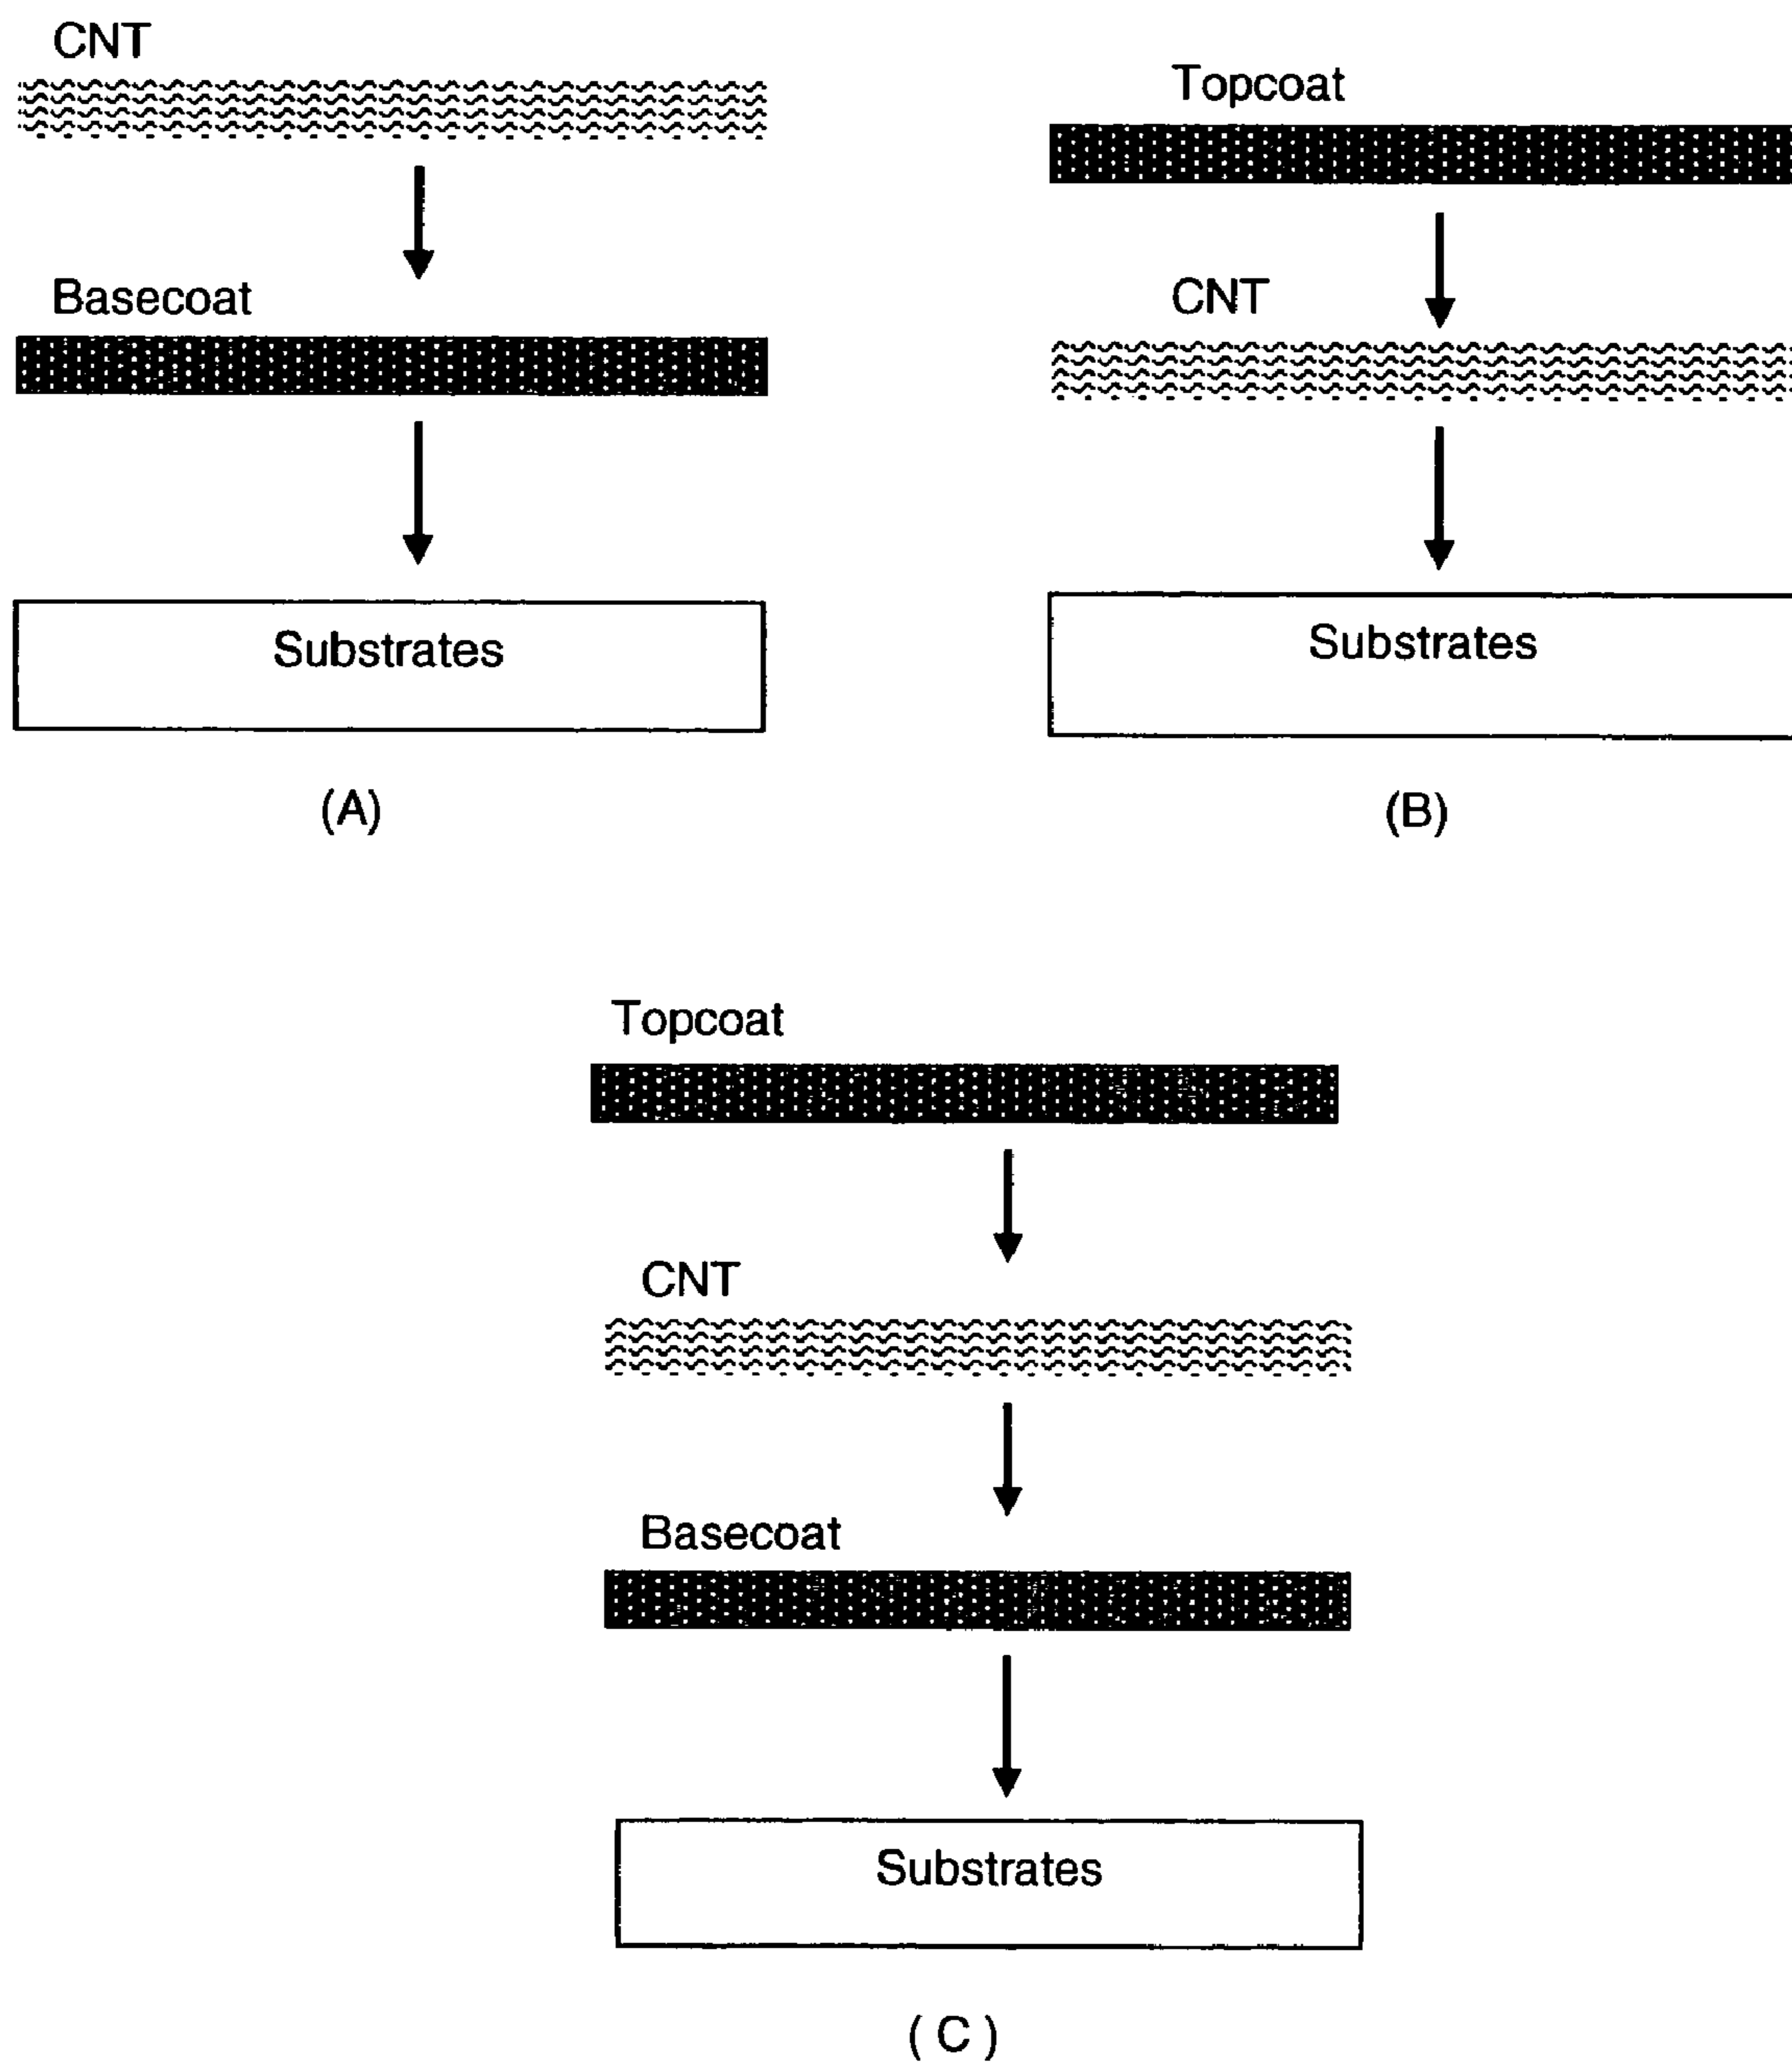 CNT
Basecoat
Substrates
(A)
Topcoat
CNT
Substrates
(B)
Topcoat
CNT
Basecoat
Substrates
( C )